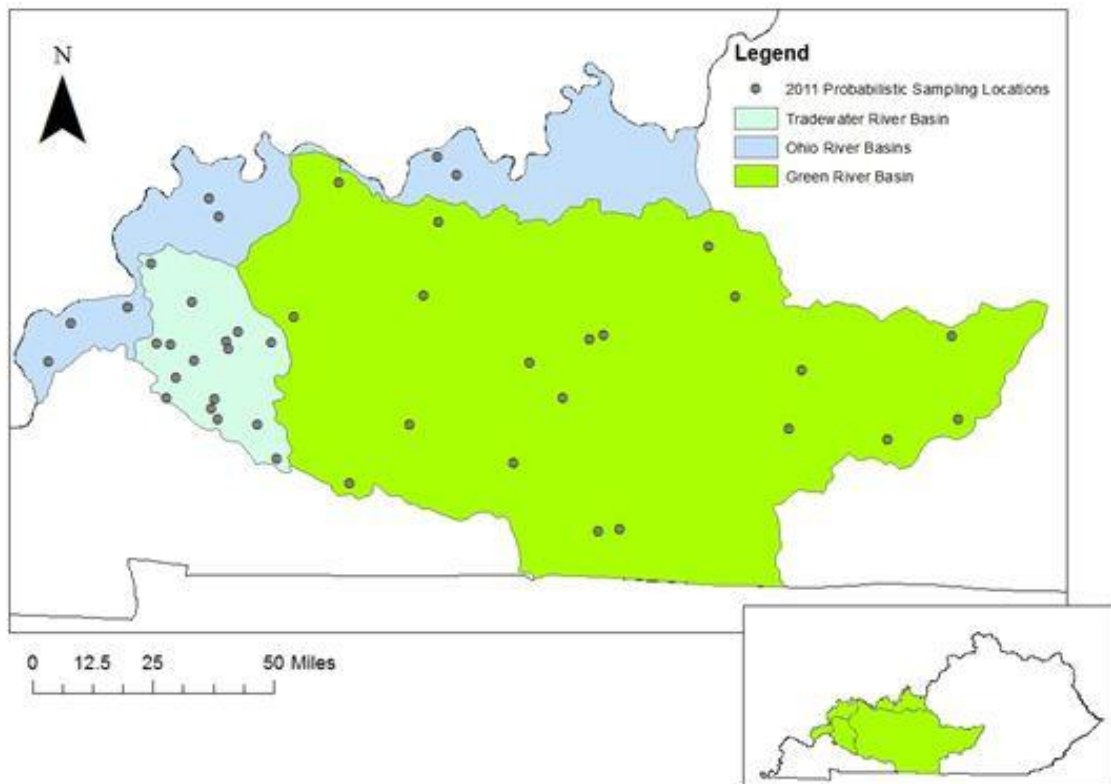 N
Legend
2011 Probabilistic Sampling Locations
Tradewater River Basin
Ohio River Basins
Green River Basin
0 12.5 25 50 Miles